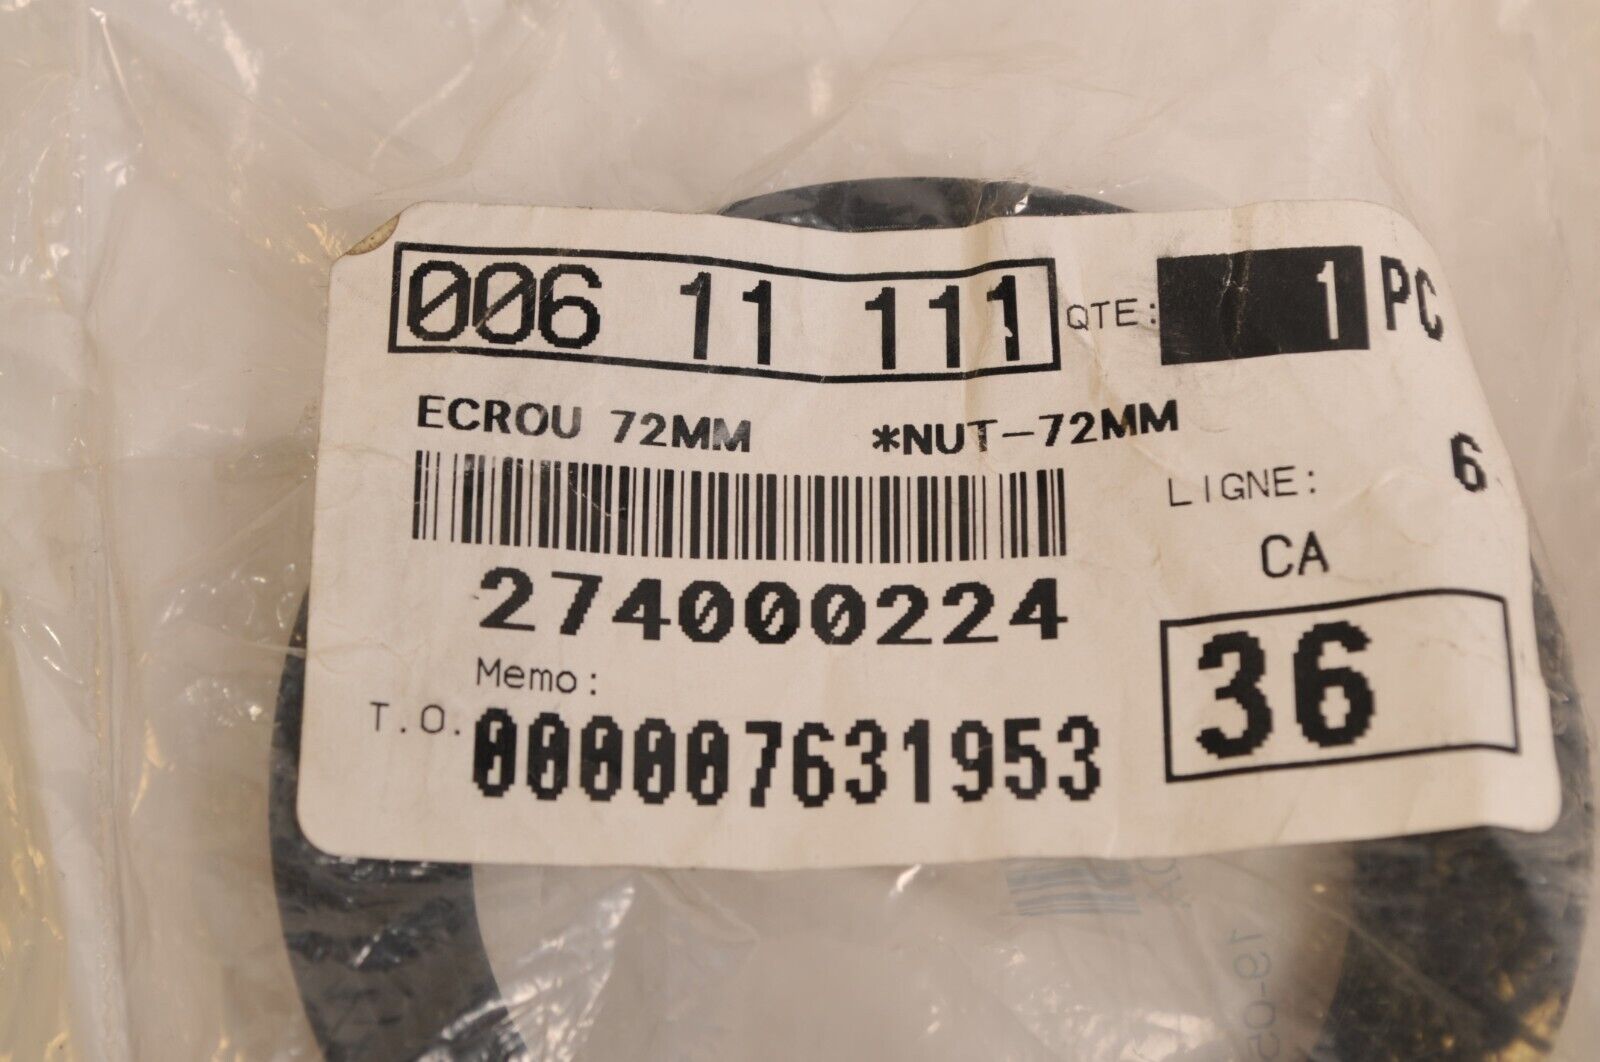 006 11 111 QTE: 1 PC
ECROU 72MM *NUT-72MM
LIGNE: 6
CA
274000224
36
Memo:
T.O. 000007631953